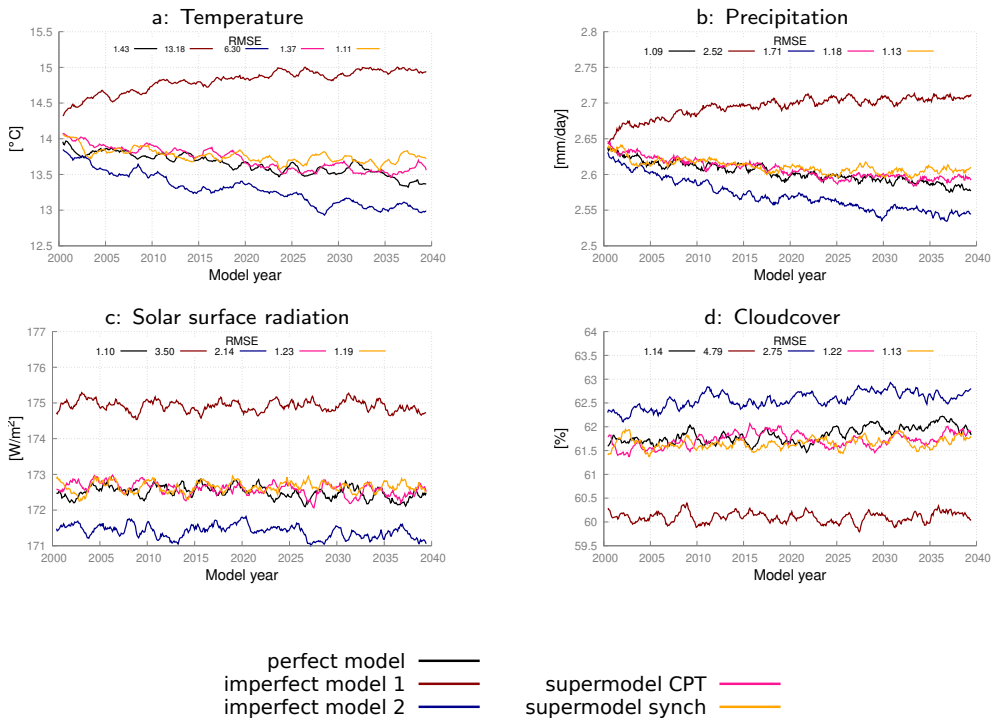 a: Temperature
RMSE
1.43 13.18 6.30 1.37 1.11
15.5
15
14.5
14
13.5
13
12.5
[°C]
2000 2005 2010 2015 2020 2025 2030 2035 2040
Model year
b: Precipitation
RMSE
1.09 2.52 1.71 1.18 1.13
2.8
2.7
2.6
2.55
2.5
[mm/day]
2000 2005 2010 2015 2020 2025 2030 2035 2040
Model year
c: Solar surface radiation
RMSE
1.10 3.50 2.14 1.23 1.19
177
176
175
174
173
172
171
[W/m²]
2000 2005 2010 2015 2020 2025 2030 2035 2040
Model year
d: Cloudcover
RMSE
1.14 4.79 2.75 1.22 1.13
64
63
62.5
62
61.5
60.5
60
59.5
[%]
2000 2005 2010 2015 2020 2025 2030 2035 2040
Model year
perfect model
imperfect model 1
imperfect model 2
supermodel CPT
supermodel synch